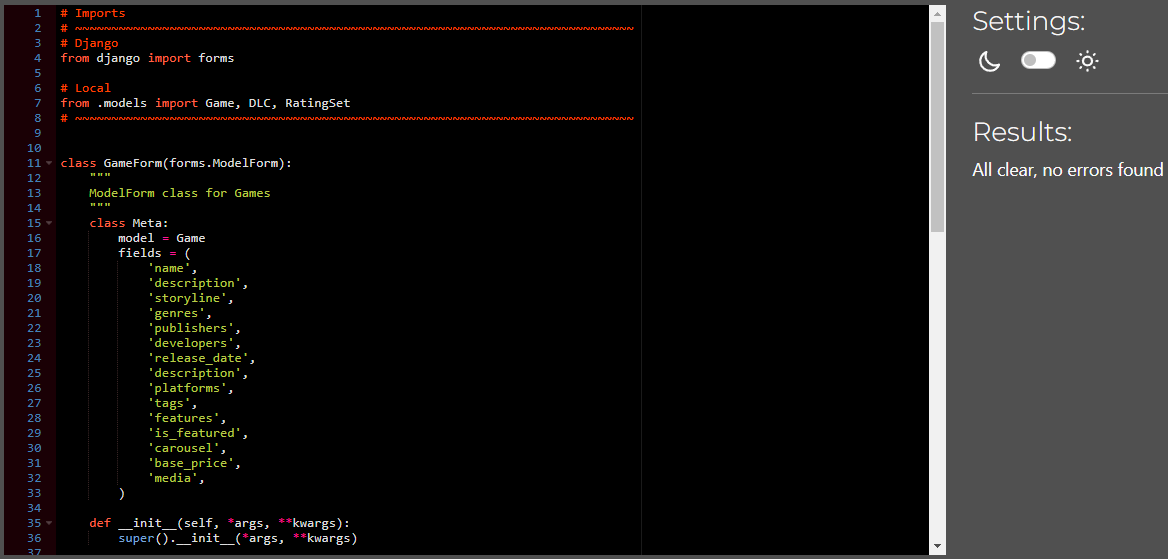 1 # Imports
2 # ~~~~~~~~~~~~~~~~~~~~~~~~~~~~~~~~~~~~~~~~~~~~~~~~~~~~~~~~~~~~~~~~~~~~~~~~~~~~~
3 # Django
4 from django import forms
5
6 # Local
7 from .models import Game, DLC, RatingSet
8 # ~~~~~~~~~~~~~~~~~~~~~~~~~~~~~~~~~~~~~~~~~~~~~~~~~~~~~~~~~~~~~~~~~~~~~~~~~~~~~
9
10
11 class GameForm(forms.ModelForm):
12     """
13     ModelForm class for Games
14     """
15     class Meta:
16         model = Game
17         fields = (
18             'name',
19             'description',
20             'storyline',
21             'genres',
22             'publishers',
23             'developers',
24             'release_date',
25             'description',
26             'platforms',
27             'tags',
28             'features',
29             'is_featured',
30             'carousel',
31             'base_price',
32             'media',
33         )
34
35     def __init__(self, *args, **kwargs):
36         super().__init__(*args, **kwargs)
37
Settings:
Results:
All clear, no errors found